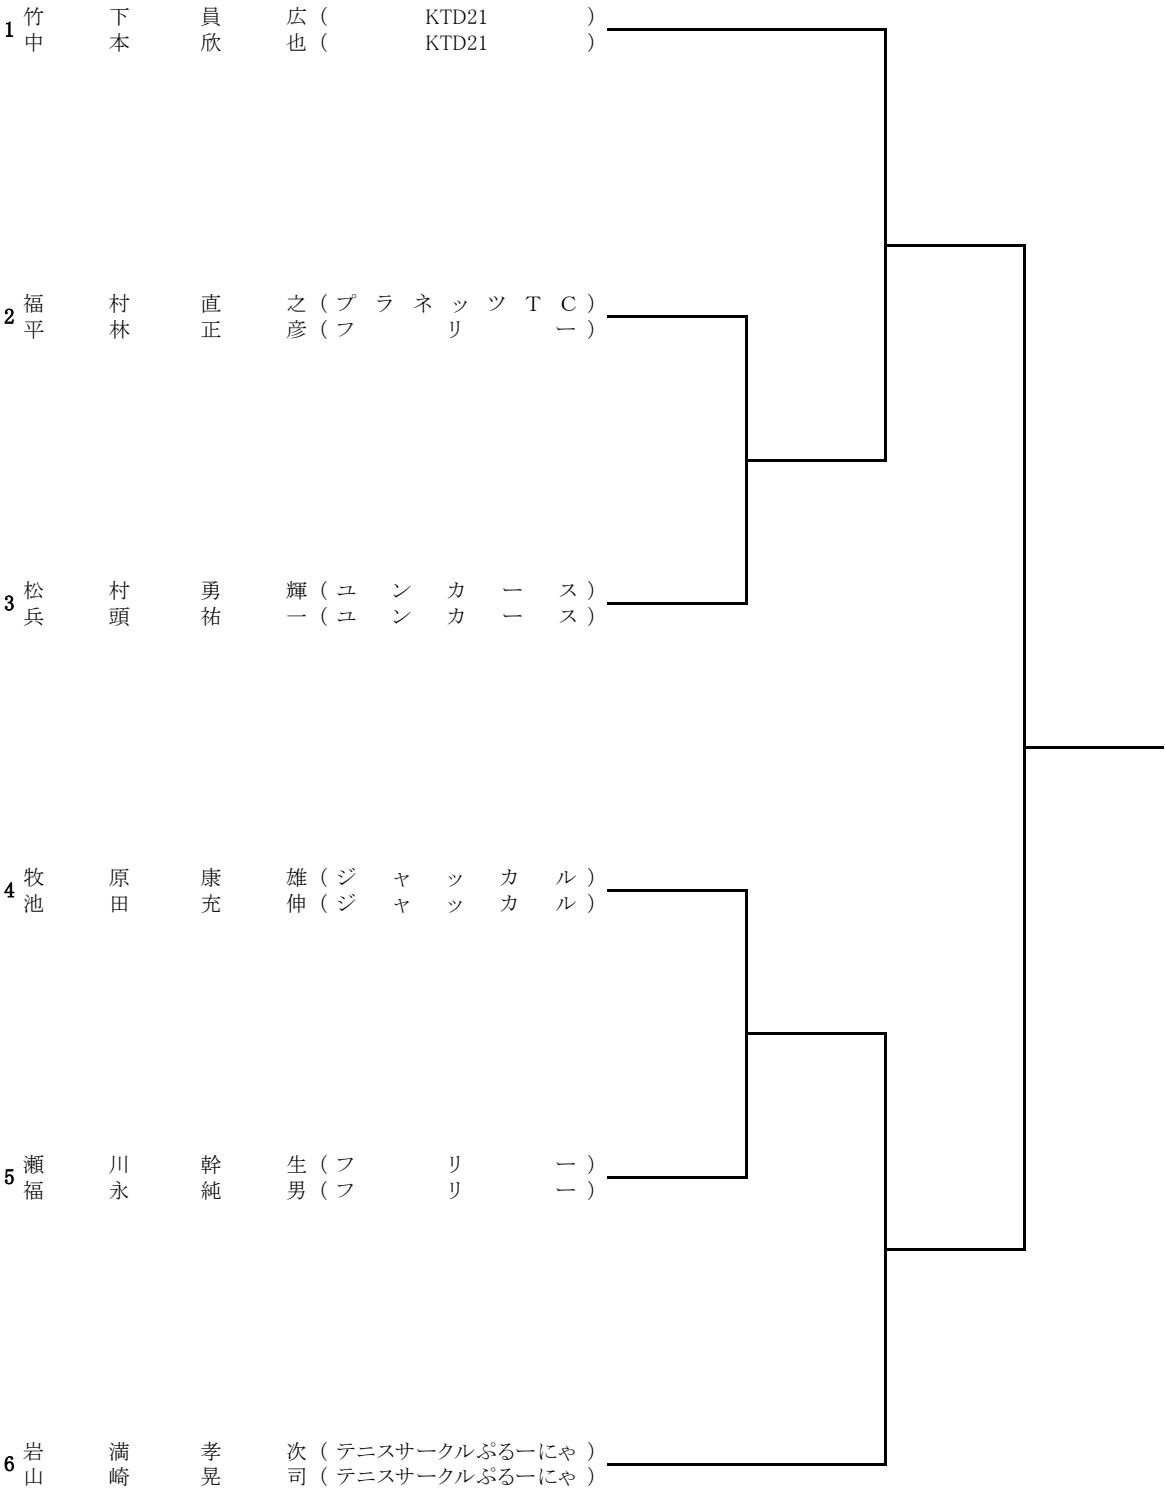 1
竹下員広(KTD21)
中本欣也(KTD21)
2
福村直之(プラネッツTC)
平林正彦(フリー)
3
松村勇輝(ユンカース)
兵頭祐一(ユンカース)
4
牧原康雄(ジャッカル)
池田充伸(ジャッカル)
5
瀬川幹生(フリー)
福永純男(フリー)
6
岩満孝次(テニスサークルぷるーにゃ)
山崎晃司(テニスサークルぷるーにゃ)